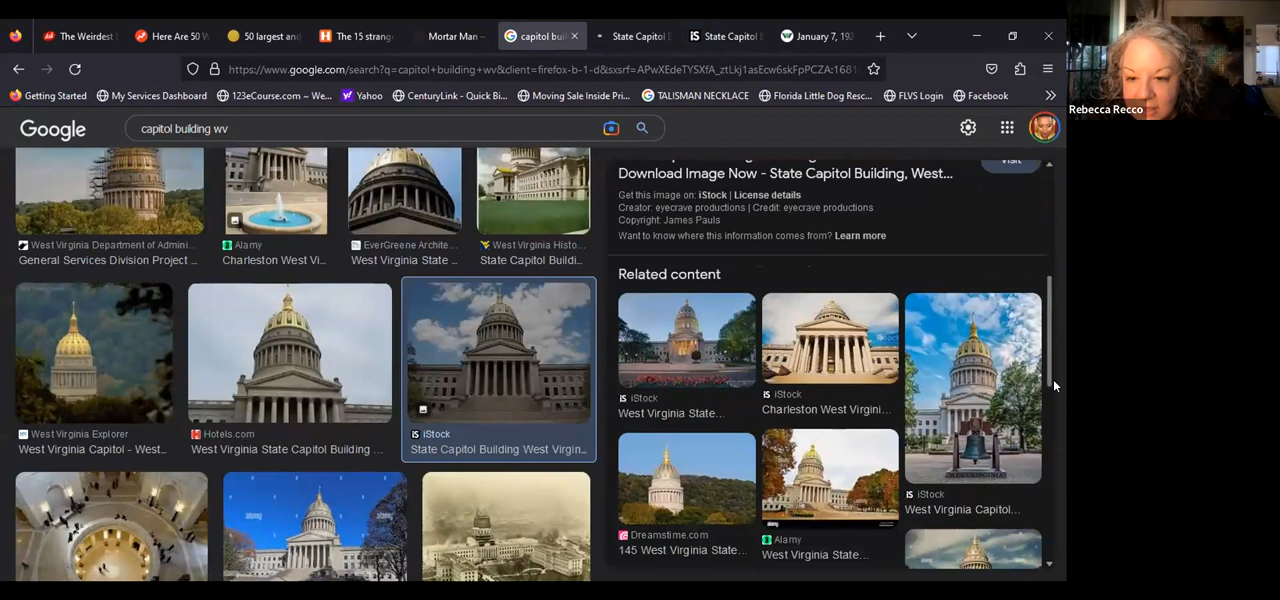 The Weirdest
Here Are 50 W
50 largest and
The 15 strang
Mortar Man –
capitol buil
State Capitol B
State Capitol B
January 7, 192
https://www.google.com/search?q=capitol+building+wv&client=firefox-b-1-d&sxsrf=APwXEdeTYSXfA_ztLkj1asEcw6skFpPCZA:1681
Getting Started
My Services Dashboard
123eCourse.com ~ We...
Yahoo
CenturyLink - Quick Bi...
Moving Sale Inside Pri...
TALISMAN NECKLACE
Florida Little Dog Resc...
FLVS Login
Facebook
Rebecca Recco
Google
capitol building wv
Visit
Download Image Now - State Capitol Building, West...
Get this image on: iStock | License details
Creator: eyecrave productions | Credit: eyecrave productions
Copyright: James Pauls
Want to know where this information comes from? Learn more
West Virginia Department of Admini...
General Services Division Project ...
Alamy
Charleston West Vi...
EverGreene Archite...
West Virginia State ...
West Virginia Histo...
State Capitol Buildi...
Related content
iStock
West Virginia State...
iStock
Charleston West Virgini...
iStock
West Virginia Capitol...
West Virginia Explorer
West Virginia Capitol - West...
Hotels.com
West Virginia State Capitol Building ...
iStock
State Capitol Building West Virgin...
Dreamstime.com
145 West Virginia State...
Alamy
West Virginia State...
alamy